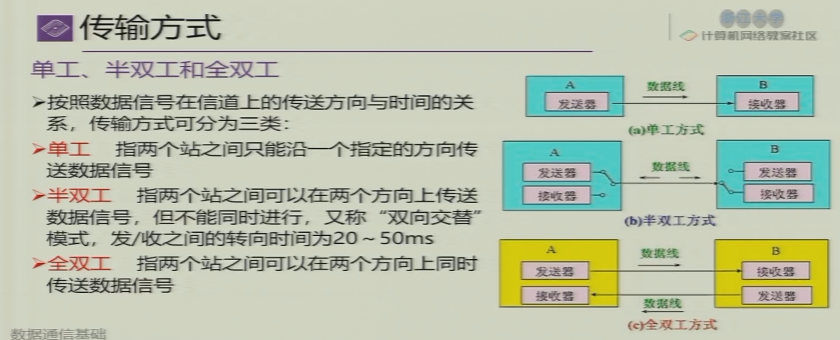 传输方式
浙江大学
计算机网络教案社区
单工、半双工和全双工
➢按照数据信号在信道上的传送方向与时间的关
系，传输方式可分为三类：
➢单工 指两个站之间只能沿一个指定的方向传
送数据信号
➢半双工 指两个站之间可以在两个方向上传送
数据信号，但不能同时进行，又称“双向交替”
模式，发/收之间的转向时间为20～50ms
➢全双工 指两个站之间可以在两个方向上同时
传送数据信号
A 数据线 B
发送器 接收器
(a)单工方式
A 数据线 B
发送器 发送器
接收器 接收器
(b)半双工方式
A 数据线 B
发送器 接收器
接收器 数据线 发送器
(c)全双工方式
数据通信基础